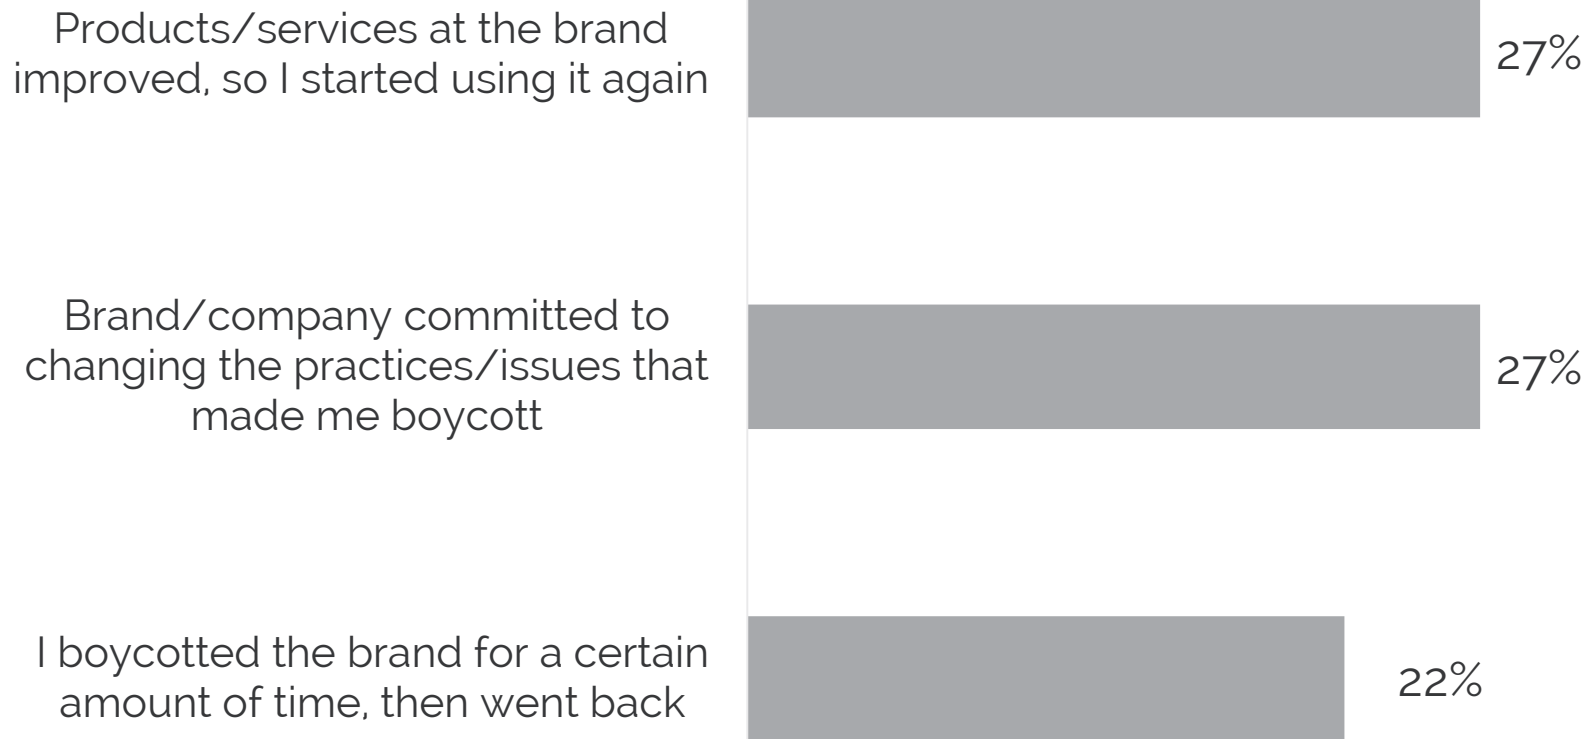 Products/services at the brand
improved, so I started using it again
27%
Brand/company committed to
changing the practices/issues that
made me boycott
27%
I boycotted the brand for a certain
amount of time, then went back
22%